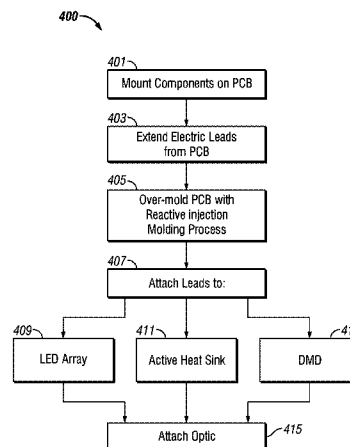 400
401
Mount Components on PCB
403
Extend Electric Leads
from PCB
405
Over-mold PCB with
Reactive injection
Molding Process
407
Attach Leads to:
409
LED Array
411
Active Heat Sink
DMD
Attach Optic
415